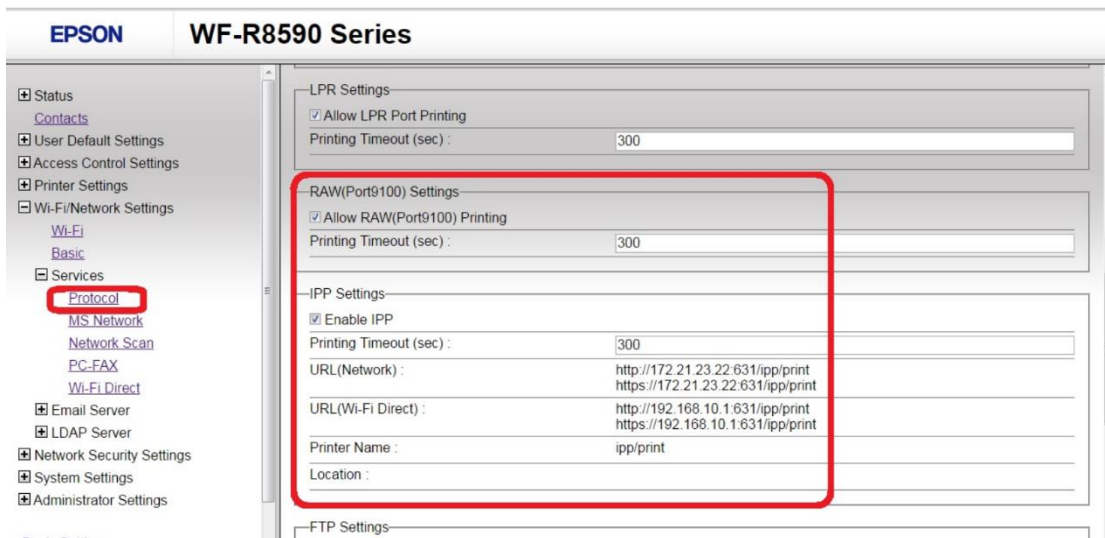 EPSON WF-R8590 Series
Status
Contacts
User Default Settings
Access Control Settings
Printer Settings
Wi-Fi/Network Settings
Wi-Fi
Basic
Services
Protocol
MS Network
Network Scan
PC-FAX
Wi-Fi Direct
Email Server
LDAP Server
Network Security Settings
System Settings
Administrator Settings
LPR Settings
Allow LPR Port Printing
Printing Timeout (sec) : 300
RAW(Port9100) Settings
Allow RAW(Port9100) Printing
Printing Timeout (sec) : 300
IPP Settings
Enable IPP
Printing Timeout (sec) : 300
URL(Network) : http://172.21.23.22:631/ipp/print
https://172.21.23.22:631/ipp/print
URL(Wi-Fi Direct) : http://192.168.10.1:631/ipp/print
https://192.168.10.1:631/ipp/print
Printer Name : ipp/print
Location :
FTP Settings